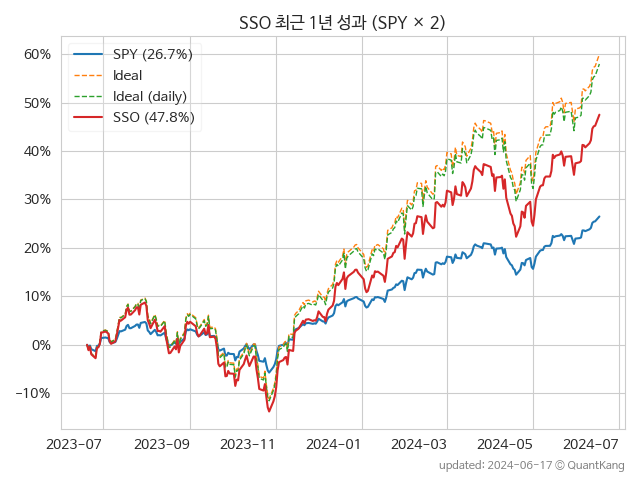 SSO 최근 1년 성과 (SPY × 2)
60%
50%
40%
30%
20%
10%
0%
−10%
SPY (26.7%)
Ideal
Ideal (daily)
SSO (47.8%)
2023-07
2023-09
2023-11
2024-01
2024-03
2024-05
2024-07
updated: 2024-06-17 © QuantKang